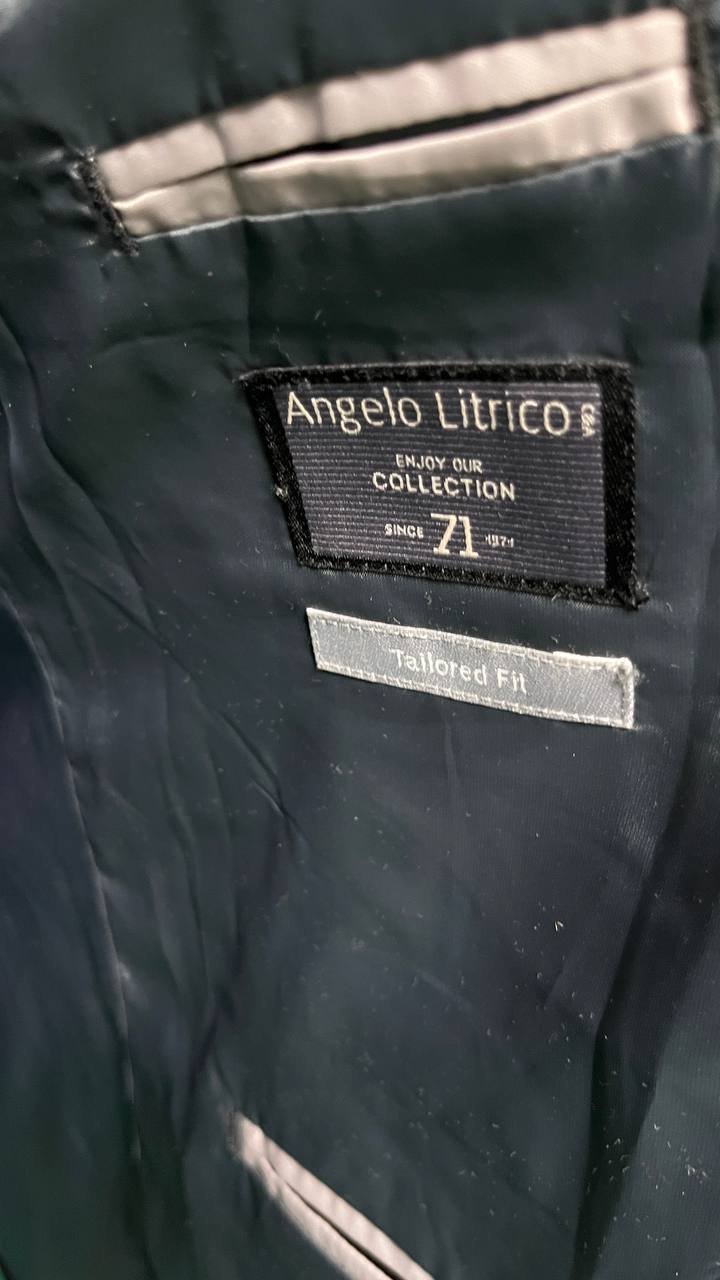 Angelo Litrico C&A
ENJOY OUR
COLLECTION
SINCE 71 1971
Tailored Fit